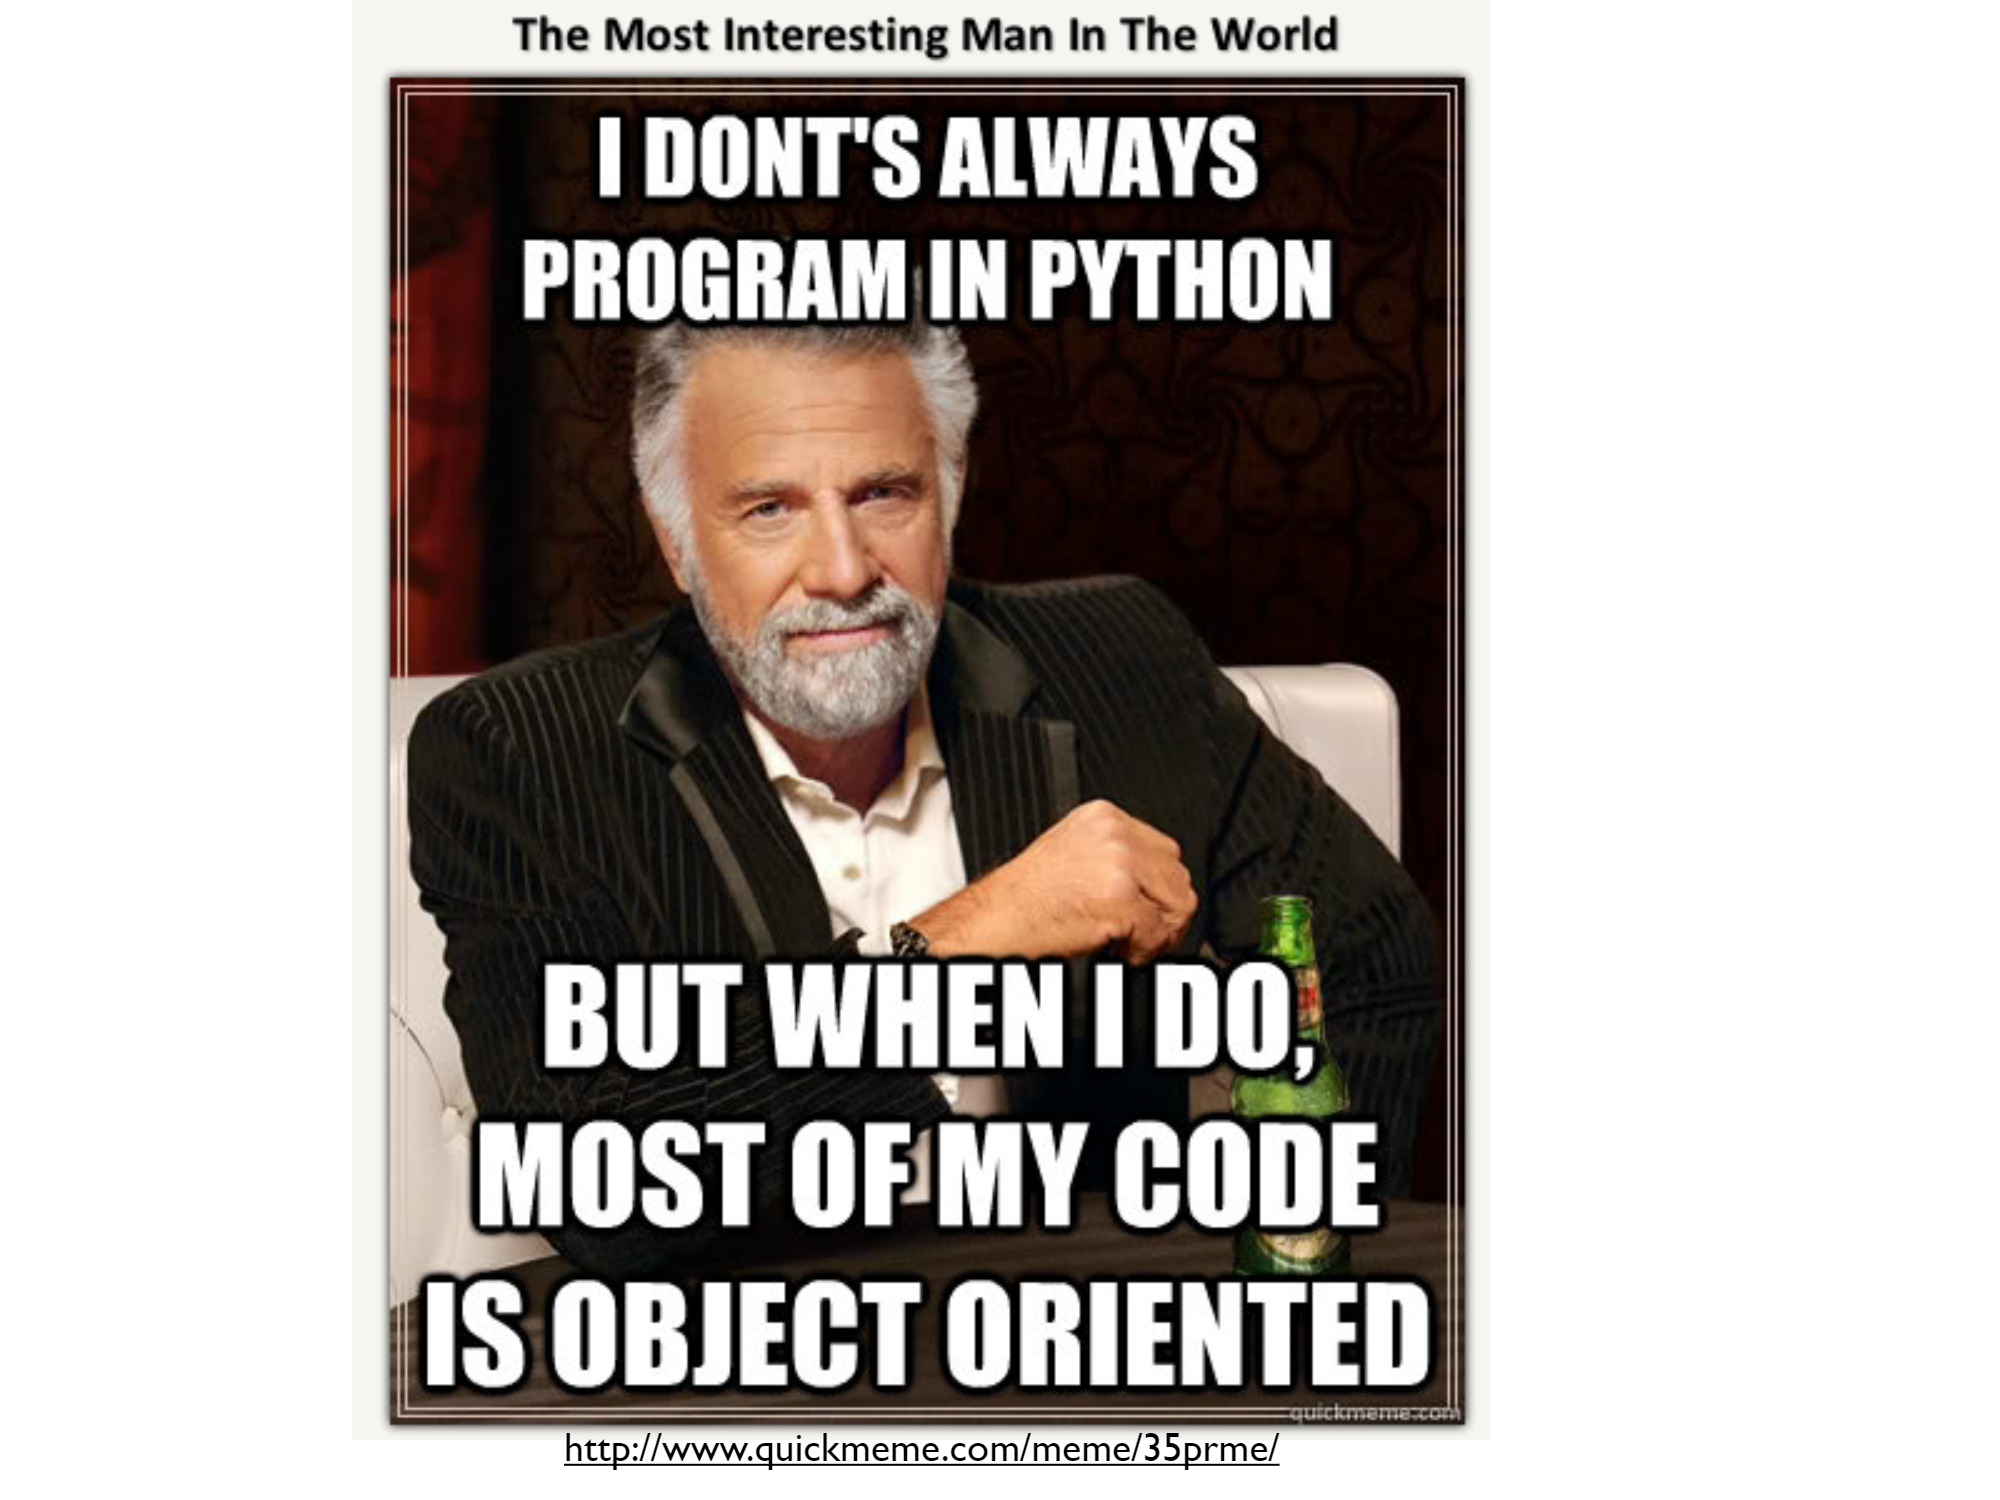 The Most Interesting Man In The World
I DONT'S ALWAYS
PROGRAM IN PYTHON
BUT WHEN I DO,
MOST OF MY CODE
IS OBJECT ORIENTED
quickmeme.com
http://www.quickmeme.com/meme/35prme/